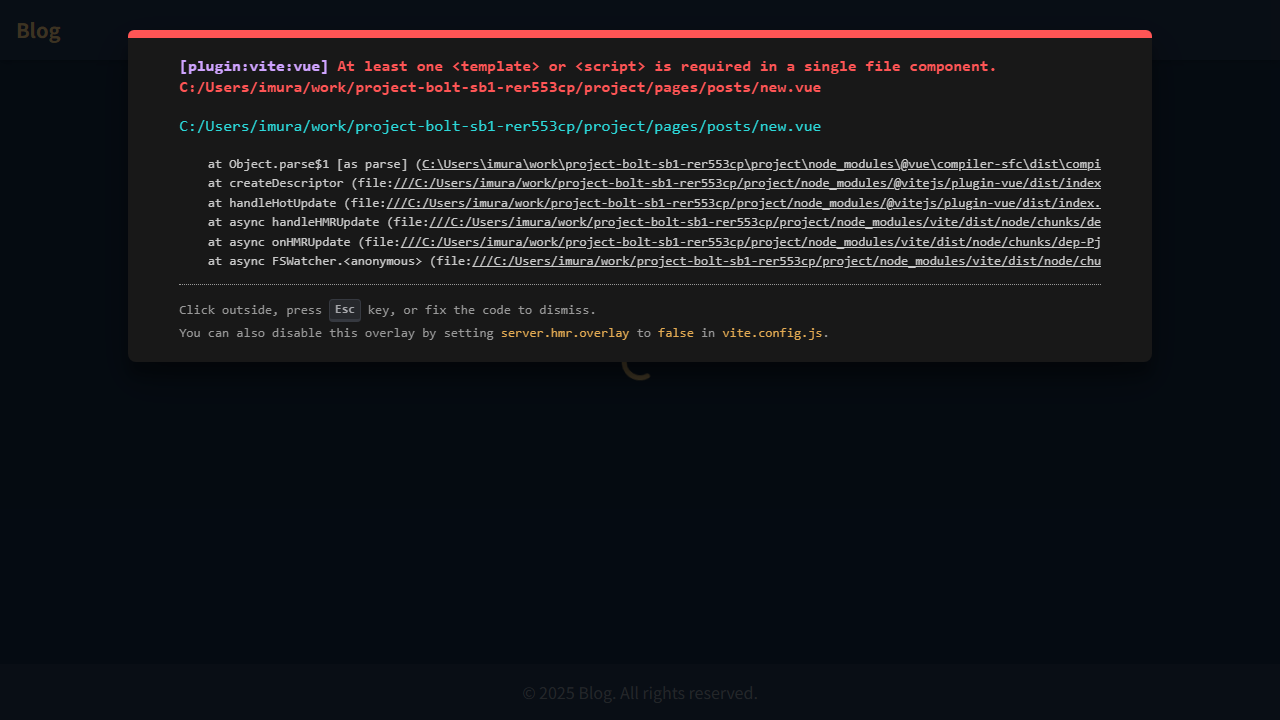 Blog
[plugin:vite:vue] At least one <template> or <script> is required in a single file component.
C:/Users/imura/work/project-bolt-sb1-rer553cp/project/pages/posts/new.vue
C:/Users/imura/work/project-bolt-sb1-rer553cp/project/pages/posts/new.vue
at Object.parse$1 [as parse] (C:\Users\imura\work\project-bolt-sb1-rer553cp\project\node_modules\@vue\compiler-sfc\dist\compi
at createDescriptor (file:///C:/Users/imura/work/project-bolt-sb1-rer553cp/project/node_modules/@vitejs/plugin-vue/dist/index
at handleHotUpdate (file:///C:/Users/imura/work/project-bolt-sb1-rer553cp/project/node_modules/@vitejs/plugin-vue/dist/index.
at async handleHMRUpdate (file:///C:/Users/imura/work/project-bolt-sb1-rer553cp/project/node_modules/vite/dist/node/chunks/de
at async onHMRUpdate (file:///C:/Users/imura/work/project-bolt-sb1-rer553cp/project/node_modules/vite/dist/node/chunks/dep-Pj
at async FSWatcher.<anonymous> (file:///C:/Users/imura/work/project-bolt-sb1-rer553cp/project/node_modules/vite/dist/node/chu
Click outside, press Esc key, or fix the code to dismiss.
You can also disable this overlay by setting server.hmr.overlay to false in vite.config.js.
© 2025 Blog. All rights reserved.